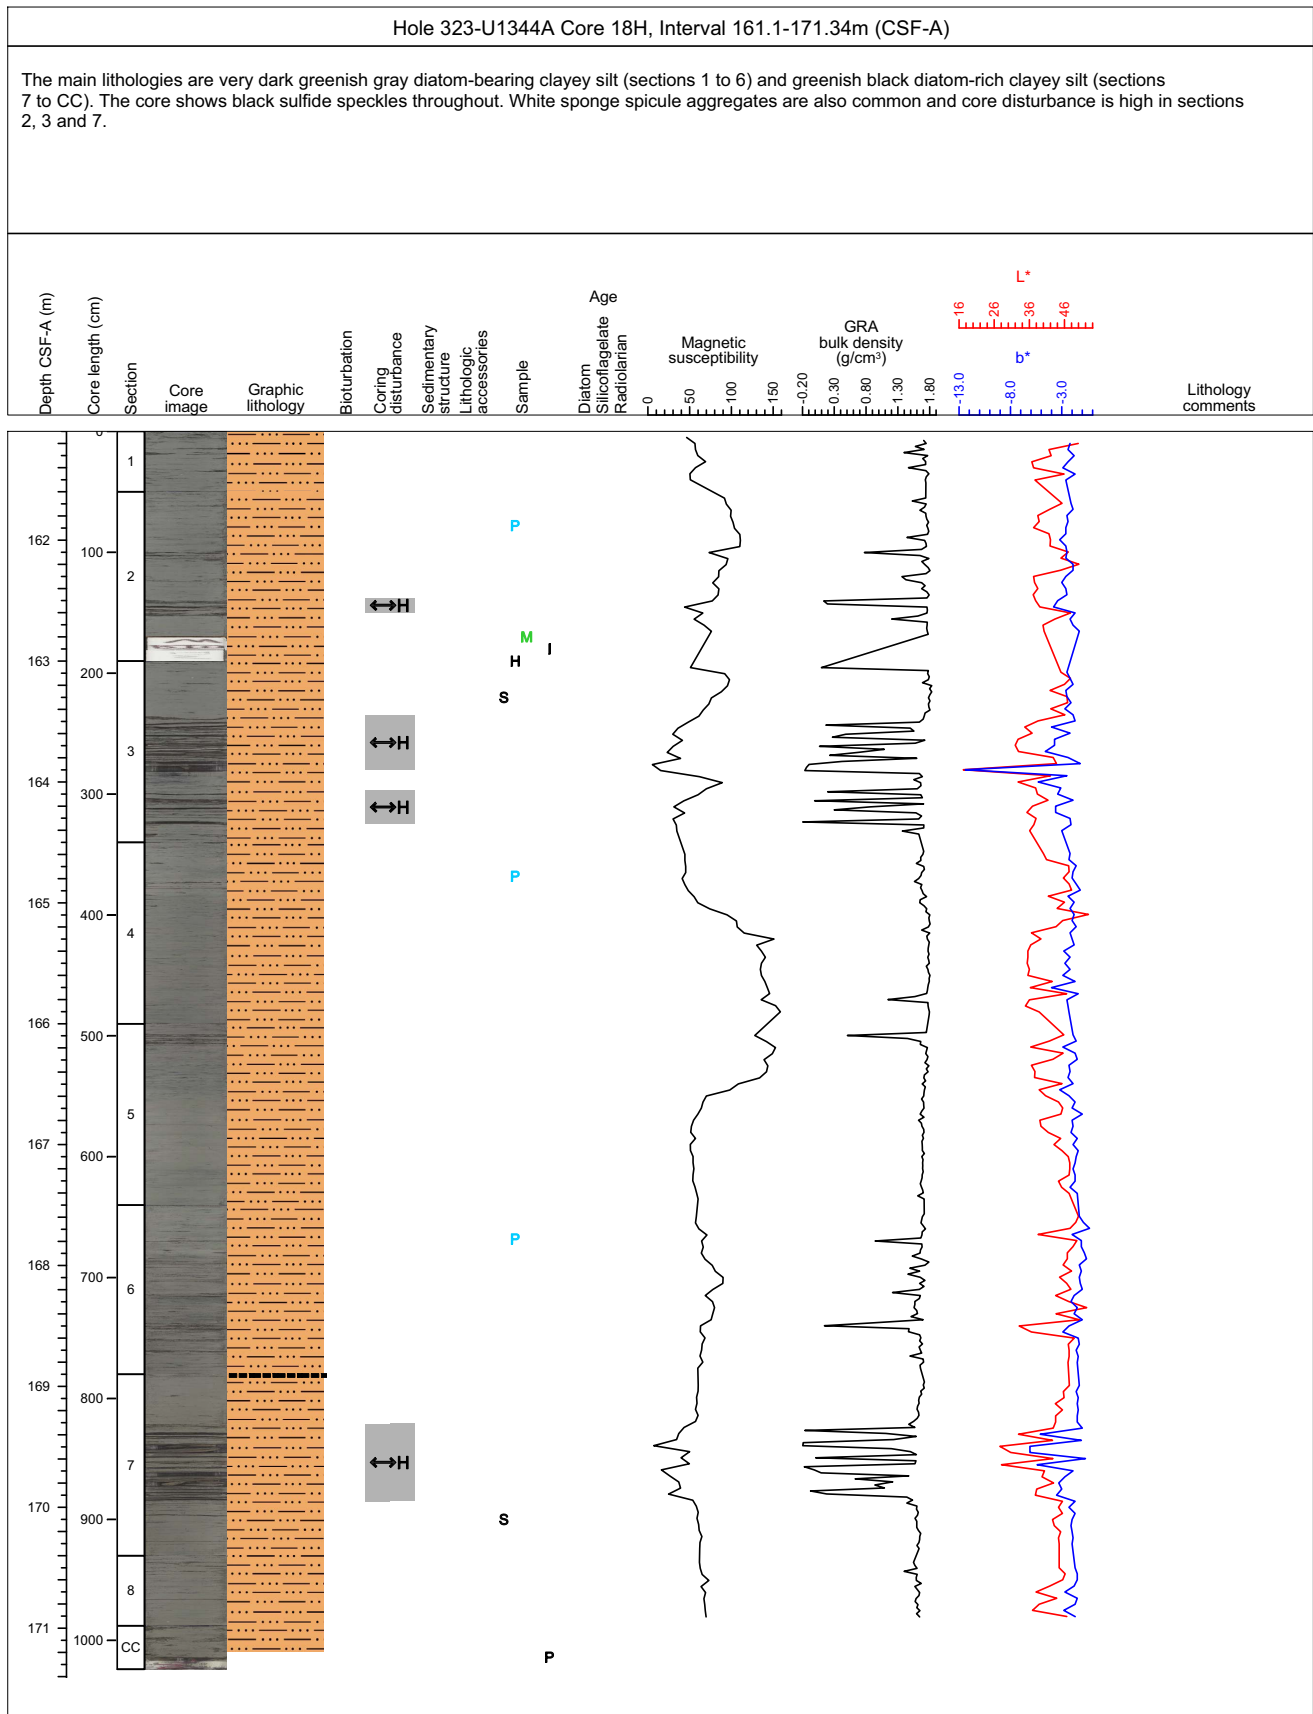 Hole 323-U1344A Core 18H, Interval 161.1-171.34m (CSF-A)
The main lithologies are very dark greenish gray diatom-bearing clayey silt (sections 1 to 6) and greenish black diatom-rich clayey silt (sections
7 to CC). The core shows black sulfide speckles throughout. White sponge spicule aggregates are also common and core disturbance is high in sections
2, 3 and 7.
Depth CSF-A (m)
Core length (cm)
Section
Core
image
Graphic
lithology
Bioturbation
Coring
disturbance
Sedimentary
structure
Lithologic
accessories
Sample
Age
Diatom
Silicoflagelate
Radiolarian
Magnetic
susceptibility
0
50
100
150
GRA
bulk density
(g/cm³)
-0.20
0.30
0.80
1.30
1.80
L*
16
26
36
46
b*
-13.0
-8.0
-3.0
Lithology
comments
0
1
P
162
100
2
H
M
I
163
H
200
S
3
H
164
300
H
P
165
400
4
166
500
5
167
600
P
168
700
6
169
800
7
H
170
900
S
8
171
1000
CC
P